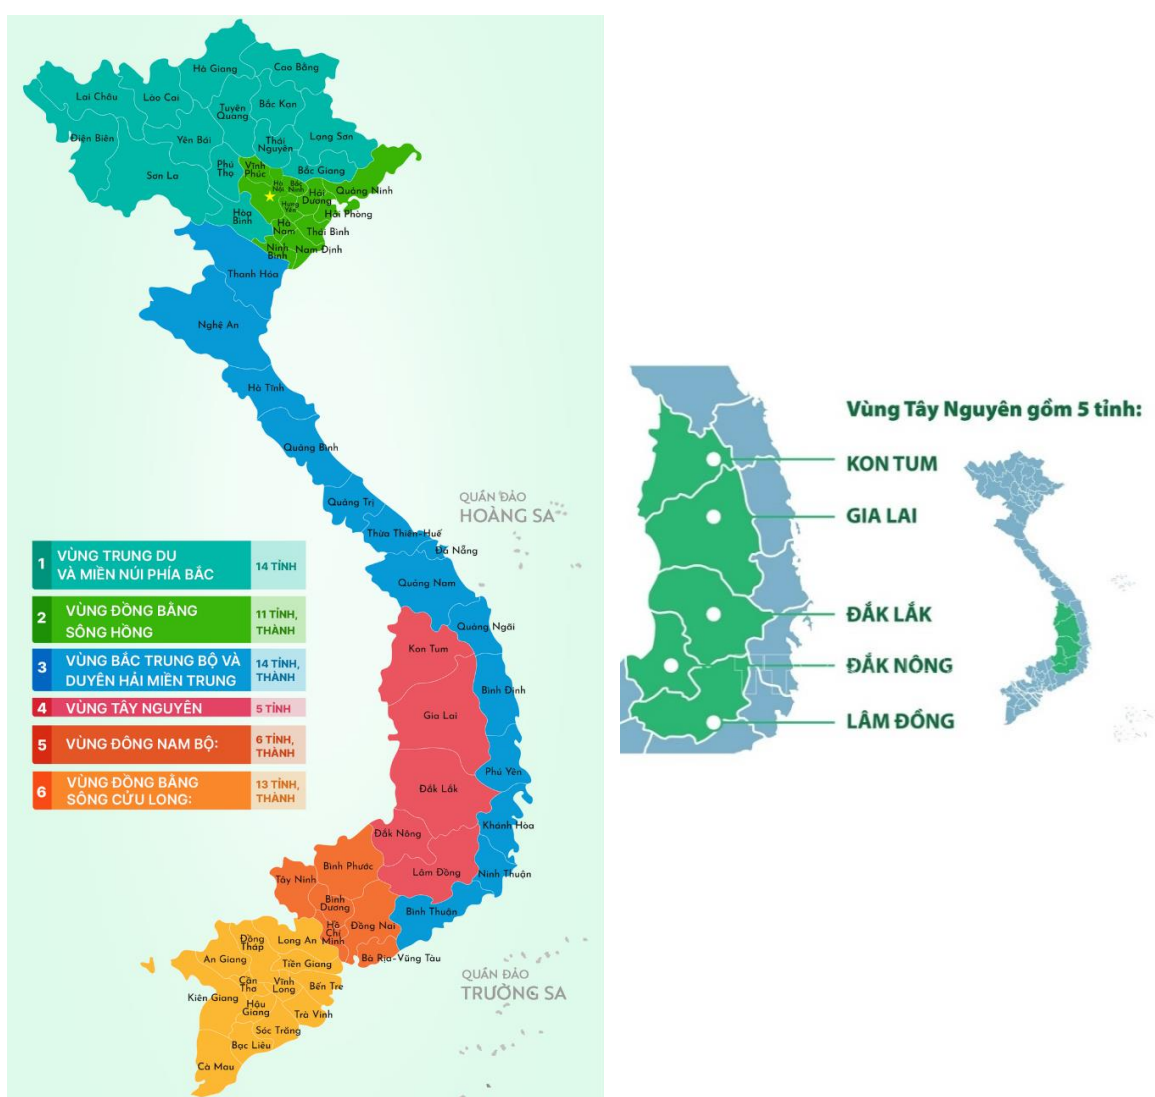 Hà Giang
Cao Bằng
Lai Châu
Lào Cai
Tuyên
Quang
Bắc Kạn
Điện Biên
Yên Bái
Thái
Nguyên
Lạng Sơn
Phú
Thọ
Vĩnh
Phúc
Bắc Giang
Sơn La
Hà
Nội
Bắc
Ninh
Hải
Dương
Quảng Ninh
Hưng
Yên
Hải Phòng
Hòa
Bình
Hà
Nam
Thái Bình
Ninh
Bình
Nam Định
Thanh Hóa
Nghệ An
Hà Tĩnh
Quảng Bình
Quảng Trị
Thừa Thiên-Huế
Đà Nẵng
Quảng Nam
Quảng Ngãi
Kon Tum
Bình Định
Gia Lai
Phú Yên
Đắk Lắk
Khánh Hòa
Đắk Nông
Lâm Đồng
Ninh Thuận
Bình Thuận
Bình Phước
Tây Ninh
Bình
Dương
Hồ
Chí
Minh
Đồng Nai
Bà Rịa-Vũng Tàu
Đồng
Tháp
Long An
An Giang
Tiền Giang
Cần
Thơ
Vĩnh
Long
Bến Tre
Kiên Giang
Hậu
Giang
Trà Vinh
Sóc Trăng
Bạc Liêu
Cà Mau
QUẦN ĐẢO
HOÀNG SA
QUẦN ĐẢO
TRƯỜNG SA
1 VÙNG TRUNG DU
VÀ MIỀN NÚI PHÍA BẮC 14 TỈNH
2 VÙNG ĐỒNG BẰNG
SÔNG HỒNG 11 TỈNH,
THÀNH
3 VÙNG BẮC TRUNG BỘ VÀ
DUYÊN HẢI MIỀN TRUNG 14 TỈNH,
THÀNH
4 VÙNG TÂY NGUYÊN 5 TỈNH
5 VÙNG ĐÔNG NAM BỘ: 6 TỈNH,
THÀNH
6 VÙNG ĐỒNG BẰNG
SÔNG CỬU LONG: 13 TỈNH,
THÀNH
Vùng Tây Nguyên gồm 5 tỉnh:
KON TUM
GIA LAI
ĐẮK LẮK
ĐẮK NÔNG
LÂM ĐỒNG